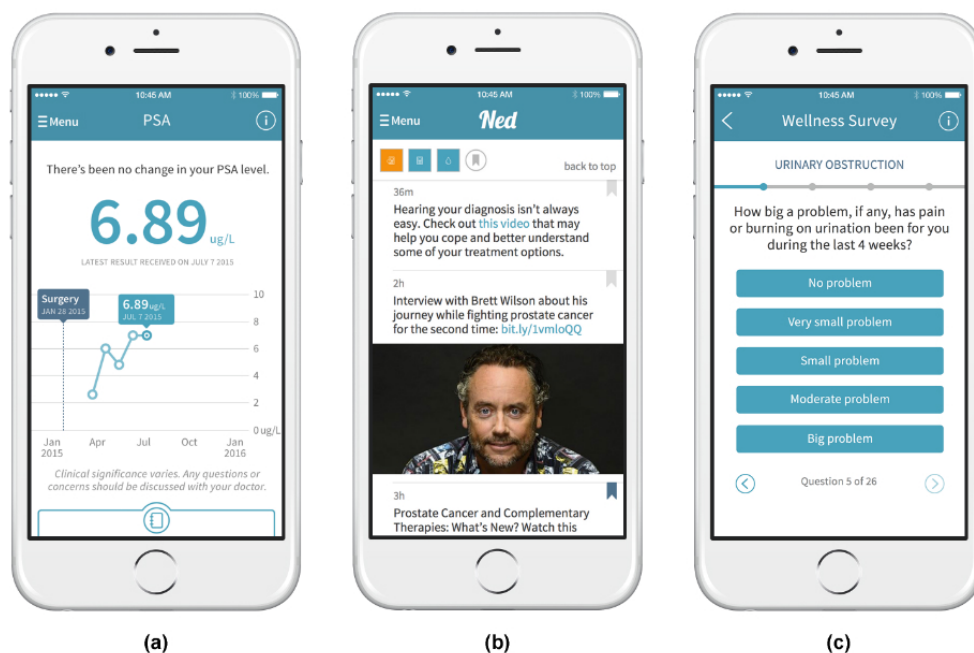 10:45 AM
100%
Menu
PSA
i
There's been no change in your PSA level.
6.89 ug/L
LATEST RESULT RECEIVED ON JULY 7 2015
Surgery
JAN 28 2015
6.89 ug/L
JUL 7 2015
10
8
6
4
2
0 ug/L
Jan
2015
Apr
Jul
Oct
Jan
2016
Clinical significance varies. Any questions or
concerns should be discussed with your doctor.
(a)
10:45 AM
100%
Menu
Ned
back to top
36m
Hearing your diagnosis isn't always
easy. Check out this video that may
help you cope and better understand
some of your treatment options.
2h
Interview with Brett Wilson about his
journey while fighting prostate cancer
for the second time: bit.ly/1vmloQQ
3h
Prostate Cancer and Complementary
Therapies: What's New? Watch this
(b)
10:45 AM
100%
Wellness Survey
i
URINARY OBSTRUCTION
How big a problem, if any, has pain
or burning on urination been for you
during the last 4 weeks?
No problem
Very small problem
Small problem
Moderate problem
Big problem
Question 5 of 26
(c)